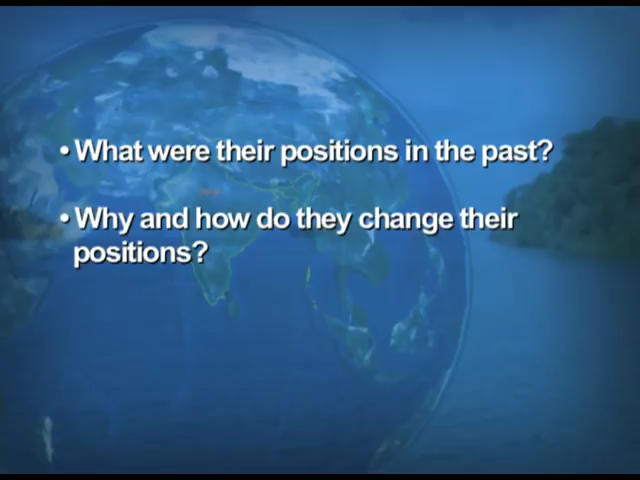 • What were their positions in the past?
• Why and how do they change their
positions?